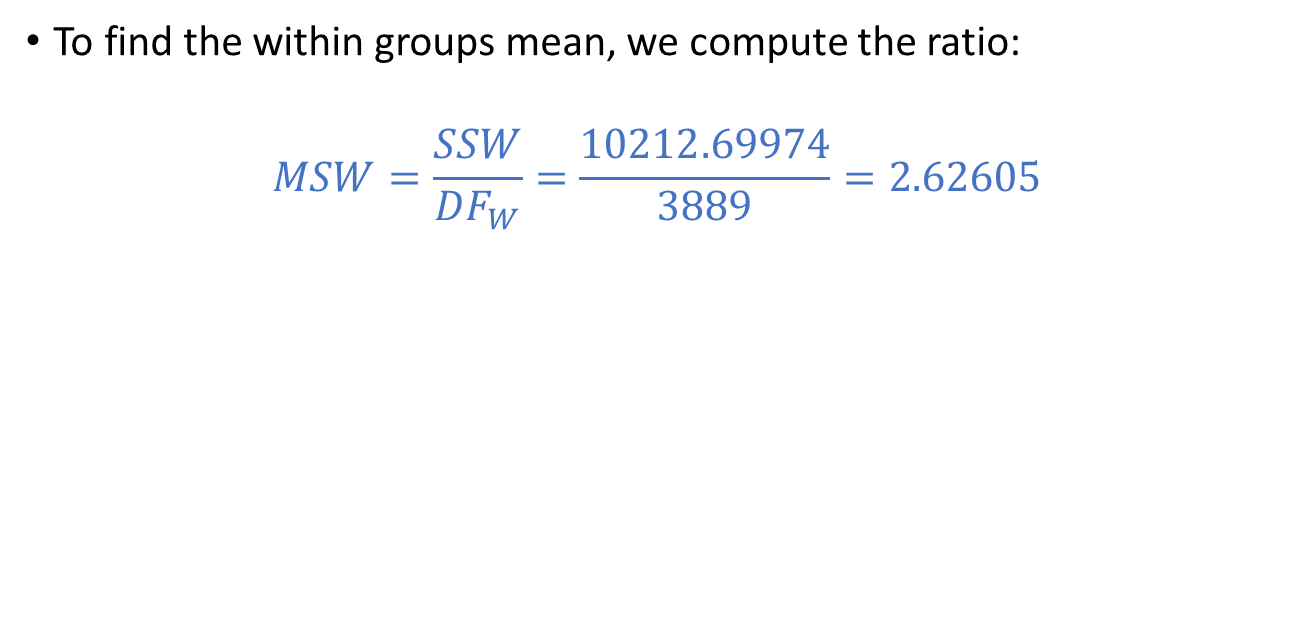 • To find the within groups mean, we compute the ratio:
MSW = SSW / DF_W = 10212.69974 / 3889 = 2.62605